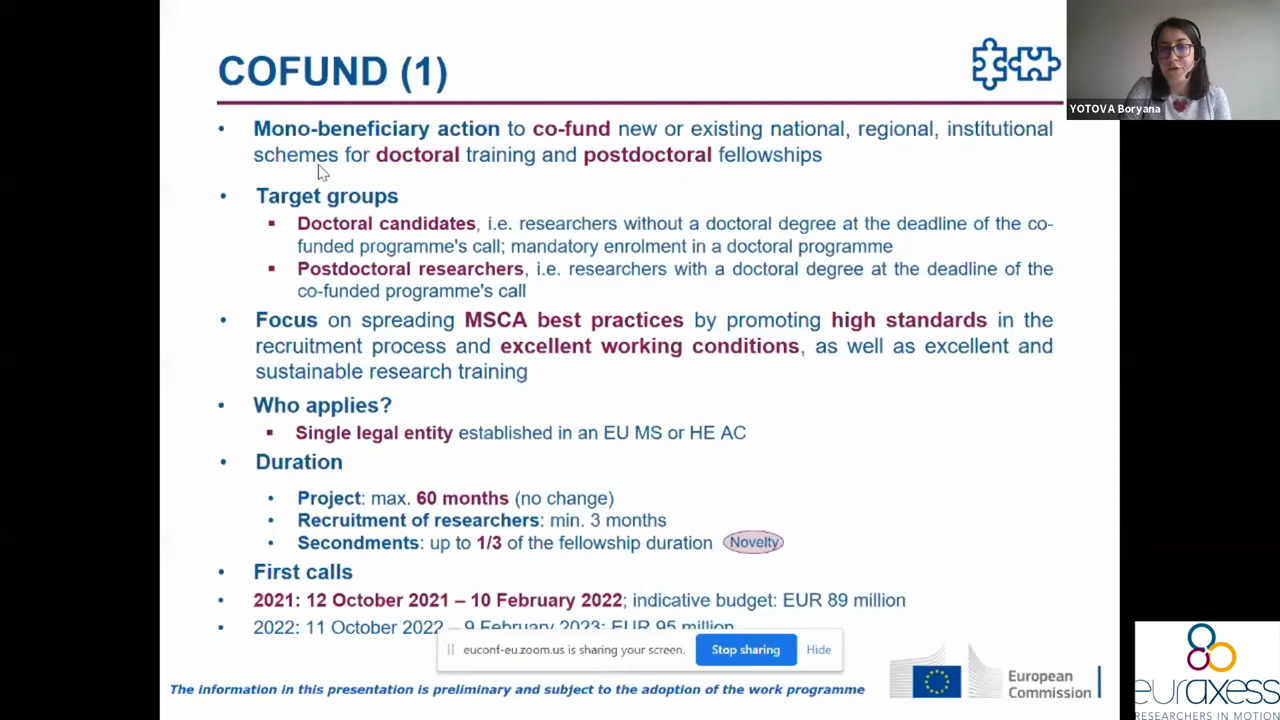 COFUND (1)
YOTOVA Boryana
• Mono-beneficiary action to co-fund new or existing national, regional, institutional
schemes for doctoral training and postdoctoral fellowships
• Target groups
▪ Doctoral candidates, i.e. researchers without a doctoral degree at the deadline of the co-
funded programme's call; mandatory enrolment in a doctoral programme
▪ Postdoctoral researchers, i.e. researchers with a doctoral degree at the deadline of the
co-funded programme's call
• Focus on spreading MSCA best practices by promoting high standards in the
recruitment process and excellent working conditions, as well as excellent and
sustainable research training
• Who applies?
▪ Single legal entity established in an EU MS or HE AC
• Duration
• Project: max. 60 months (no change)
• Recruitment of researchers: min. 3 months
• Secondments: up to 1/3 of the fellowship duration Novelty
• First calls
• 2021: 12 October 2021 – 10 February 2022; indicative budget: EUR 89 million
• 2022: 11 October 2022 – 9 February 2023: EUR 95 million
euconf-eu.zoom.us is sharing your screen. Stop sharing Hide
The information in this presentation is preliminary and subject to the adoption of the work programme
European
Commission
euraxess
RESEARCHERS IN MOTION